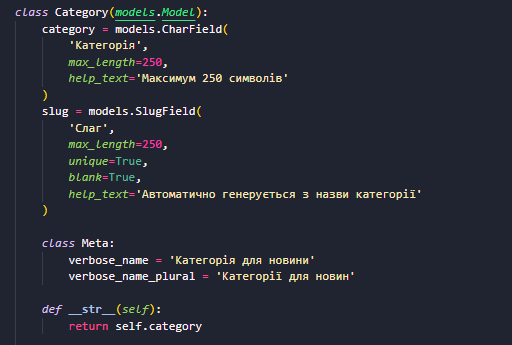 class Category(models.Model):
    category = models.CharField(
        'Категорія',
        max_length=250,
        help_text='Максимум 250 символів'
    )
    slug = models.SlugField(
        'Слаг',
        max_length=250,
        unique=True,
        blank=True,
        help_text='Автоматично генерується з назви категорії'
    )

    class Meta:
        verbose_name = 'Категорія для новини'
        verbose_name_plural = 'Категорії для новин'

    def __str__(self):
        return self.category